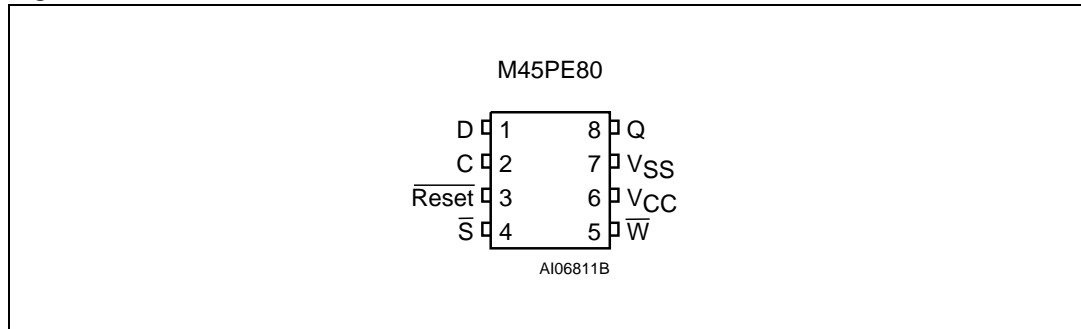 M45PE80
D 1 8 Q
C 2 7 VSS
Reset 3 6 VCC
S 4 5 W
AI06811B